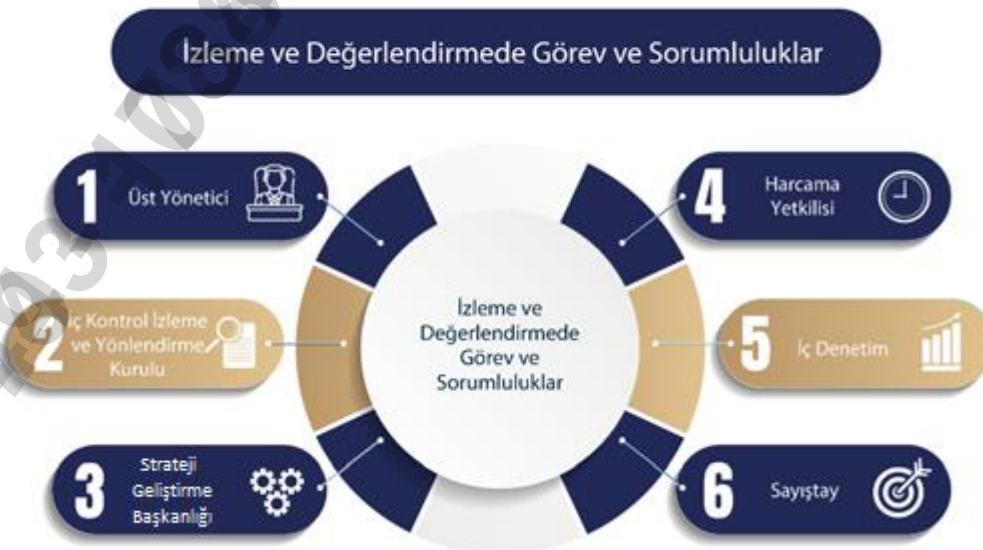 İzleme ve Değerlendirmede Görev ve Sorumluluklar
1
Üst Yönetici
2
İç Kontrol İzleme
ve Yönlendirme
Kurulu
3
Strateji
Geliştirme
Başkanlığı
İzleme ve
Değerlendirmede
Görev ve
Sorumluluklar
4
Harcama
Yetkilisi
5
İç Denetim
6
Sayıştay